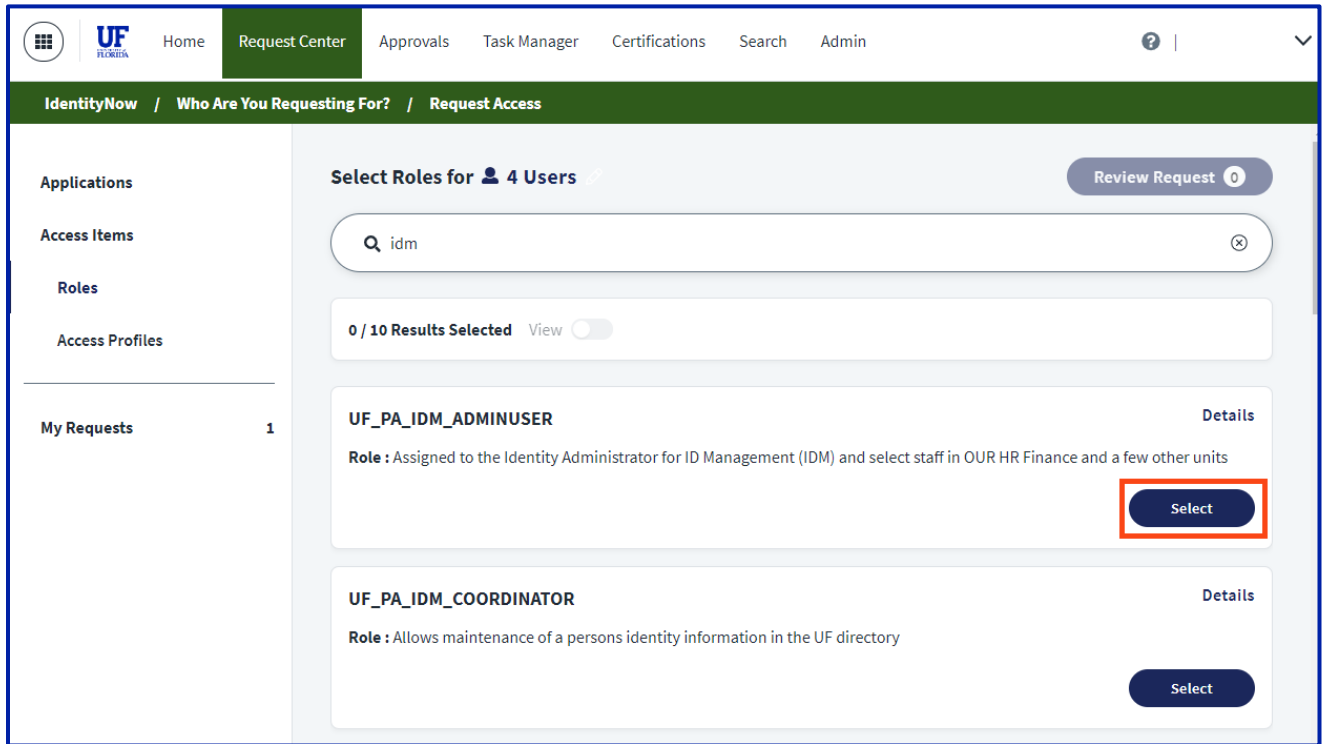 UF
FLORIDA
Home
Request Center
Approvals
Task Manager
Certifications
Search
Admin
IdentityNow / Who Are You Requesting For? / Request Access
Applications
Access Items
Roles
Access Profiles
My Requests 1
Select Roles for 4 Users
Review Request 0
idm
0 / 10 Results Selected View
UF_PA_IDM_ADMINUSER
Details
Role : Assigned to the Identity Administrator for ID Management (IDM) and select staff in OUR HR Finance and a few other units
Select
UF_PA_IDM_COORDINATOR
Details
Role : Allows maintenance of a persons identity information in the UF directory
Select